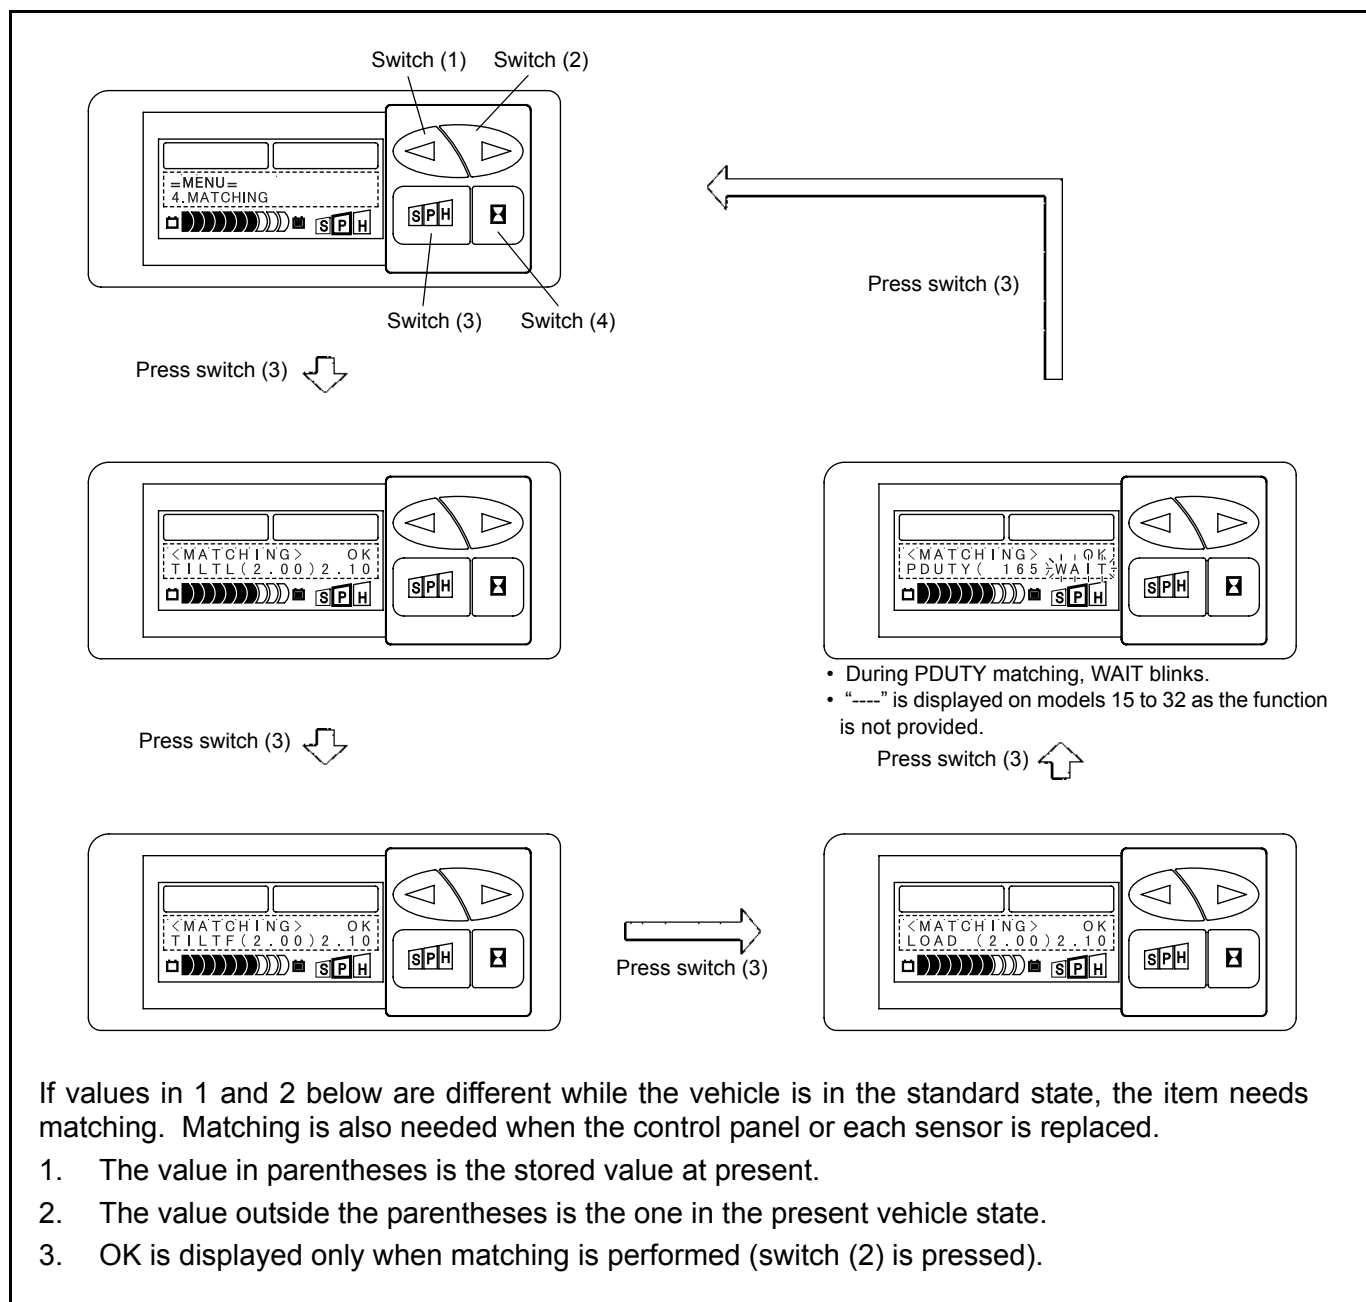 Switch (1) Switch (2)
=MENU=
4.MATCHING
S P H
S P H
Switch (3) Switch (4)
Press switch (3)
Press switch (3)
<MATCHING> OK
TILTL(2.00)2.10
S P H
S P H
<MATCHING> OK
PDUTY( 165)WAIT
S P H
S P H
• During PDUTY matching, WAIT blinks.
• “----” is displayed on models 15 to 32 as the function
is not provided.
Press switch (3)
Press switch (3)
<MATCHING> OK
TILTF(2.00)2.10
S P H
S P H
Press switch (3)
<MATCHING> OK
LOAD (2.00)2.10
S P H
S P H
If values in 1 and 2 below are different while the vehicle is in the standard state, the item needs
matching. Matching is also needed when the control panel or each sensor is replaced.
1. The value in parentheses is the stored value at present.
2. The value outside the parentheses is the one in the present vehicle state.
3. OK is displayed only when matching is performed (switch (2) is pressed).